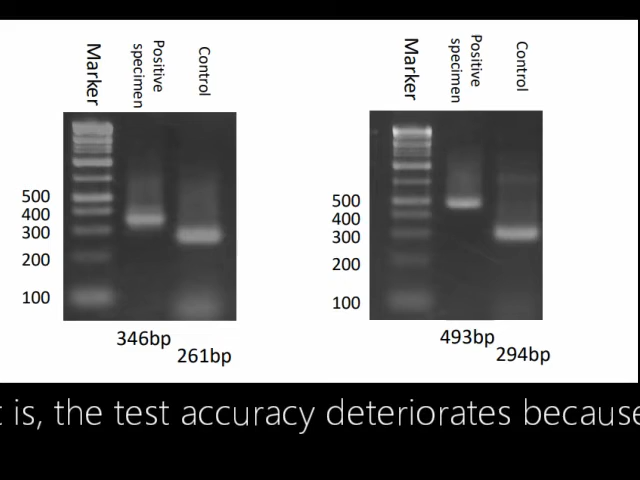 Marker
Positive
specimen
Control
500
400
300
200
100
346bp
261bp
Marker
Positive
specimen
Control
500
400
300
200
100
493bp
294bp
is, the test accuracy deteriorates because